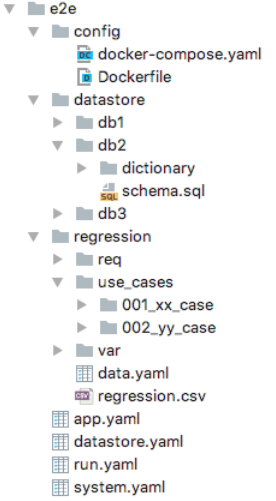 e2e
config
DC docker-compose.yaml
D Dockerfile
datastore
db1
db2
dictionary
SQL schema.sql
db3
regression
req
use_cases
001_xx_case
002_yy_case
var
data.yaml
CSV regression.csv
app.yaml
datastore.yaml
run.yaml
system.yaml